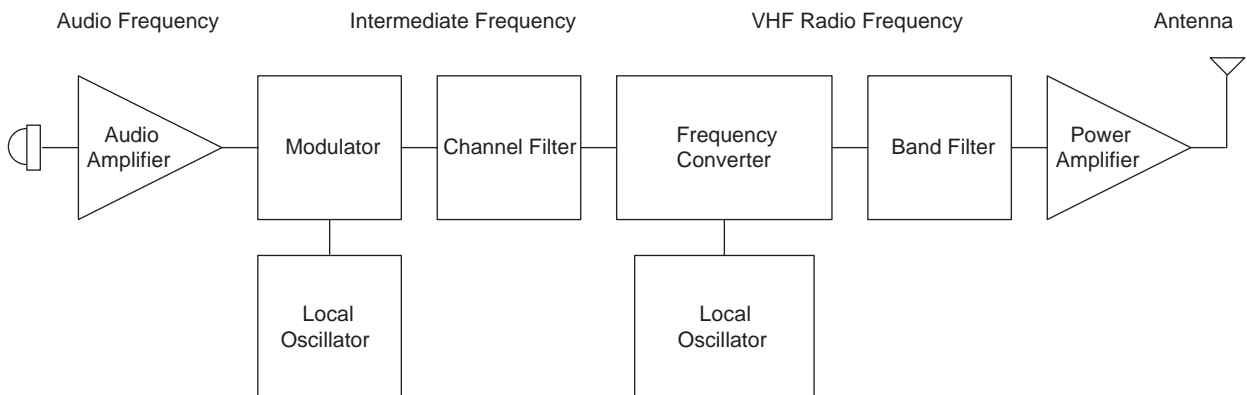 Audio Frequency
Intermediate Frequency
VHF Radio Frequency
Antenna
Audio
Amplifier
Modulator
Channel Filter
Frequency
Converter
Band Filter
Power
Amplifier
Local
Oscillator
Local
Oscillator